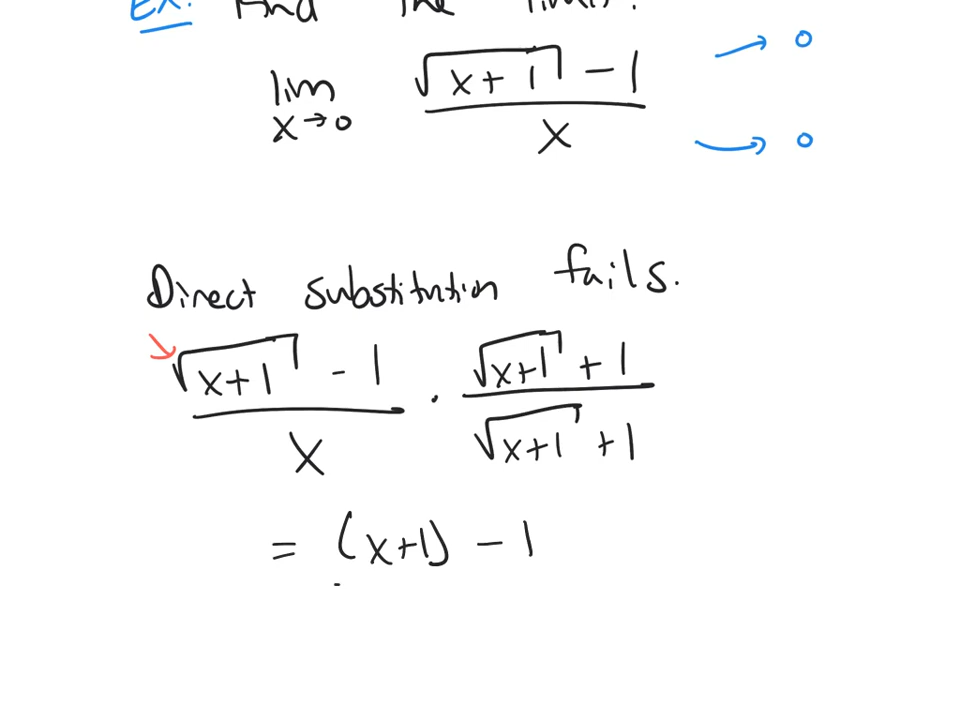 Ex: Find the limit:
lim x→0 (√(x+1) - 1)/x → 0 → 0
Direct substitution fails.
(√(x+1) - 1)/x · (√(x+1) + 1)/(√(x+1) + 1)
= (x+1) - 1